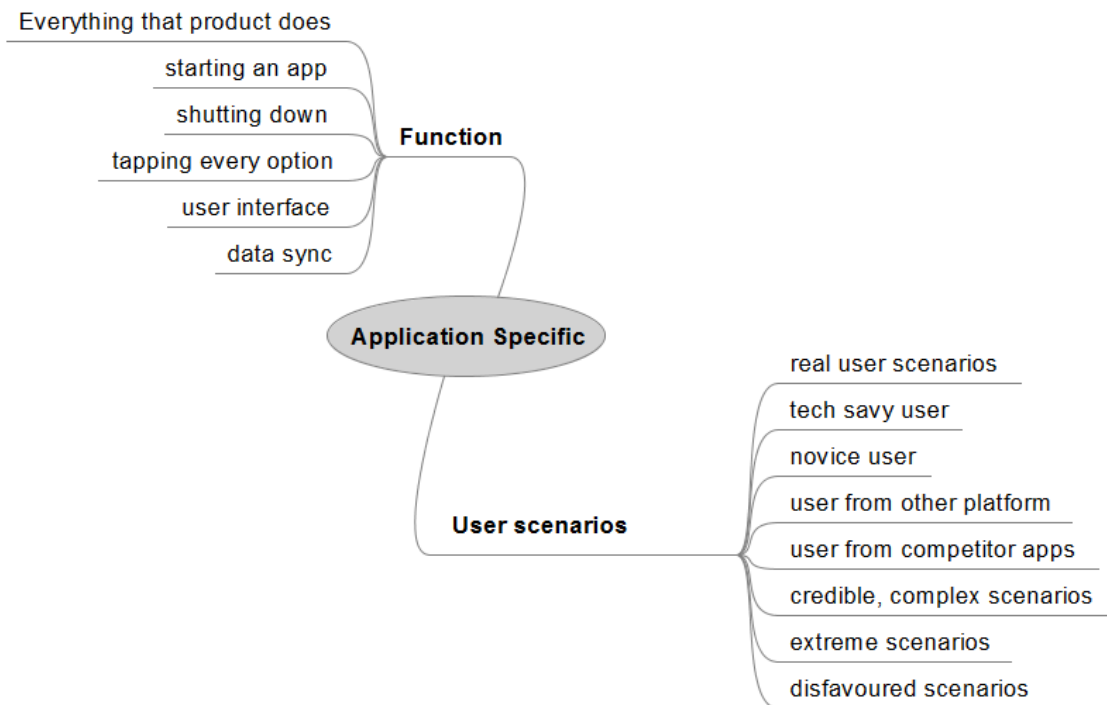 Everything that product does
starting an app
shutting down
tapping every option
user interface
data sync
Function
Application Specific
User scenarios
real user scenarios
tech savy user
novice user
user from other platform
user from competitor apps
credible, complex scenarios
extreme scenarios
disfavoured scenarios